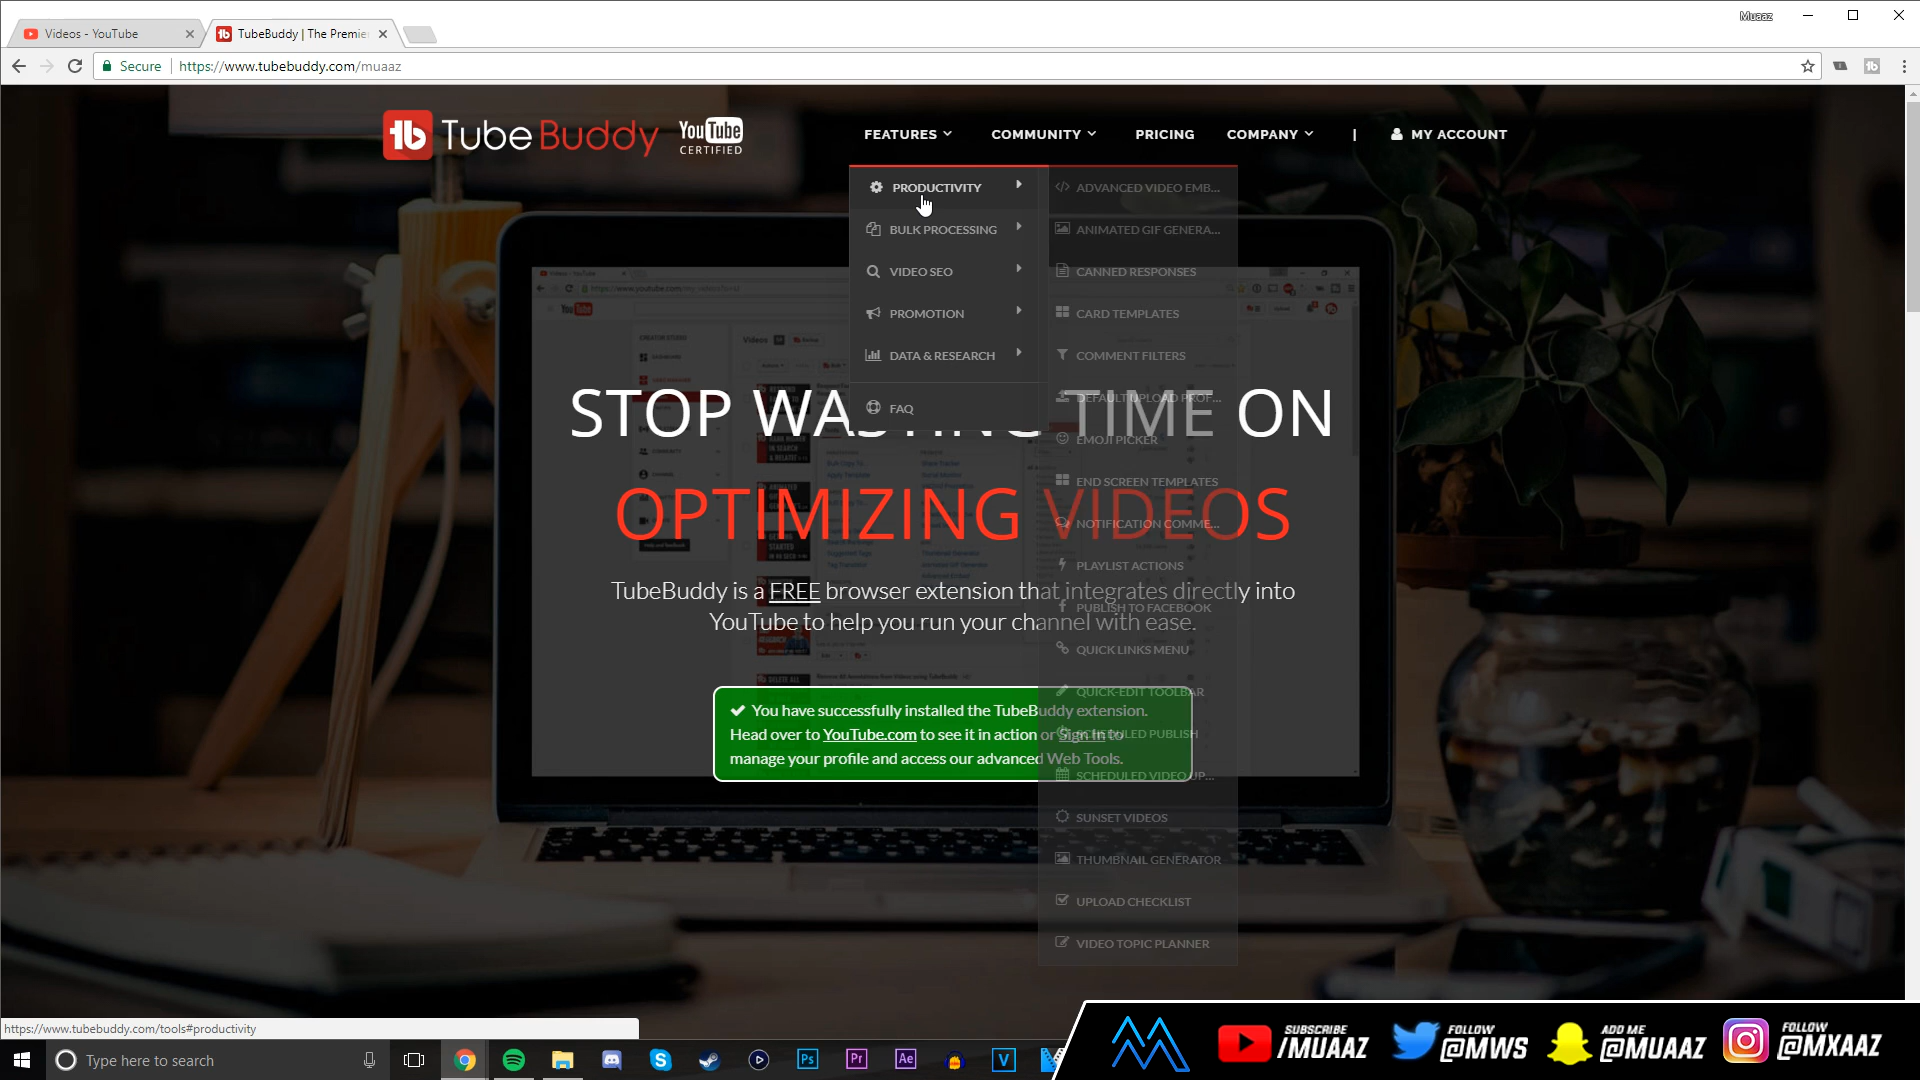 Muaaz
Videos - YouTube
TubeBuddy | The Premie
Secure
https://www.tubebuddy.com/muaaz
TubeBuddy
YouTube
CERTIFIED
FEATURES
COMMUNITY
PRICING
COMPANY
|
MY ACCOUNT
PRODUCTIVITY
BULK PROCESSING
VIDEO SEO
PROMOTION
DATA & RESEARCH
FAQ
ADVANCED VIDEO EMB...
ANIMATED GIF GENERA...
CANNED RESPONSES
CARD TEMPLATES
COMMENT FILTERS
DEFAULT UPLOAD PROF...
EMOJI PICKER
END SCREEN TEMPLATES
NOTIFICATION COMME...
PLAYLIST ACTIONS
PUBLISH TO FACEBOOK
QUICK LINKS MENU
QUICK-EDIT TOOLBAR
SCHEDULED PUBLISH
SCHEDULED VIDEO UP...
SUNSET VIDEOS
THUMBNAIL GENERATOR
UPLOAD CHECKLIST
VIDEO TOPIC PLANNER
STOP WASTING TIME ON
OPTIMIZING VIDEOS
TubeBuddy is a FREE browser extension that integrates directly into
YouTube to help you run your channel with ease.
You have successfully installed the TubeBuddy extension.
Head over to YouTube.com to see it in action or Sign In to
manage your profile and access our advanced Web Tools.
https://www.tubebuddy.com/tools#productivity
Type here to search
Ps
Pr
Ae
V
SUBSCRIBE
/MUAAZ
FOLLOW
@MWS
ADD ME
@MUAAZ
FOLLOW
@MXAAZ